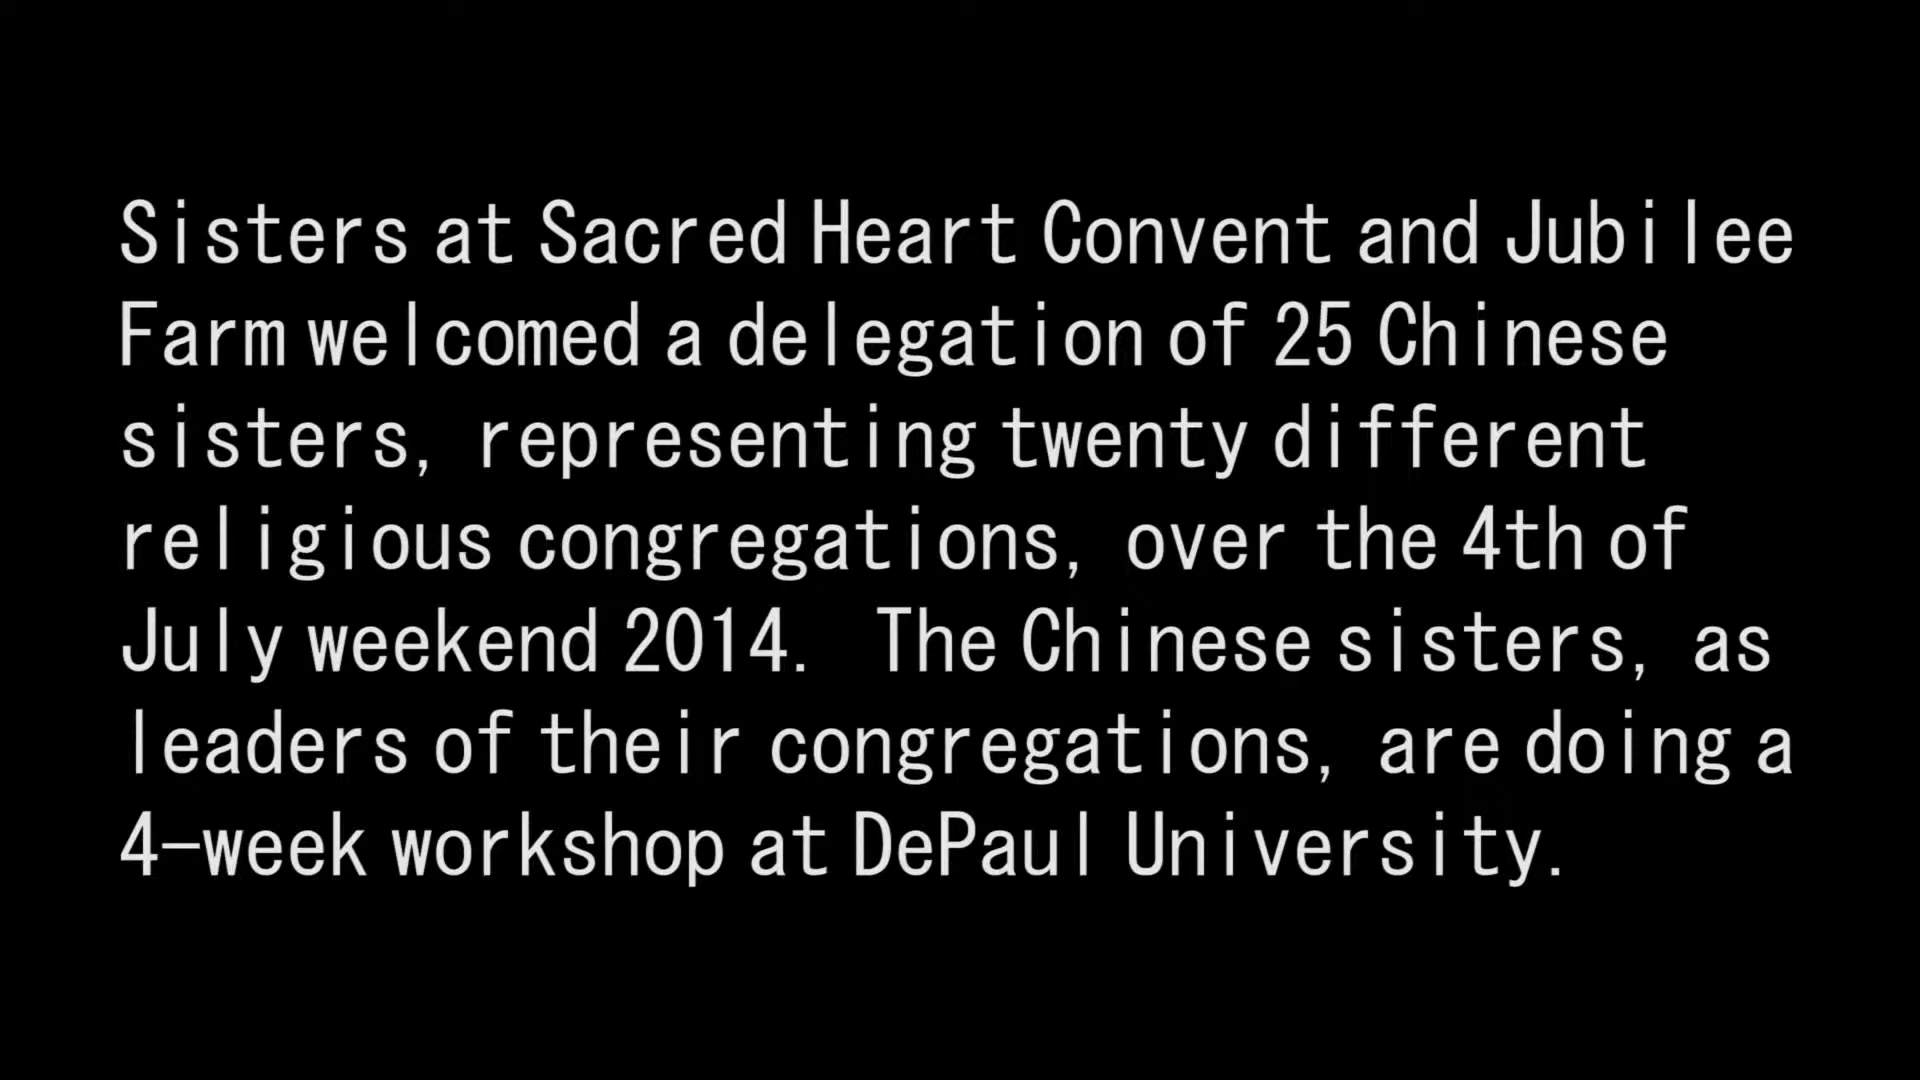 Sisters at Sacred Heart Convent and Jubilee
Farm welcomed a delegation of 25 Chinese
sisters, representing twenty different
religious congregations, over the 4th of
July weekend 2014.  The Chinese sisters, as
leaders of their congregations, are doing a
4-week workshop at DePaul University.